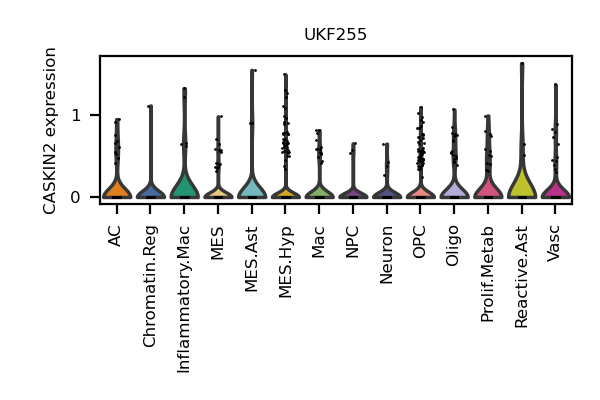 UKF255
CASKIN2 expression
1
0
AC
Chromatin.Reg
Inflammatory.Mac
MES
MES.Ast
MES.Hyp
Mac
NPC
Neuron
OPC
Oligo
Prolif.Metab
Reactive.Ast
Vasc